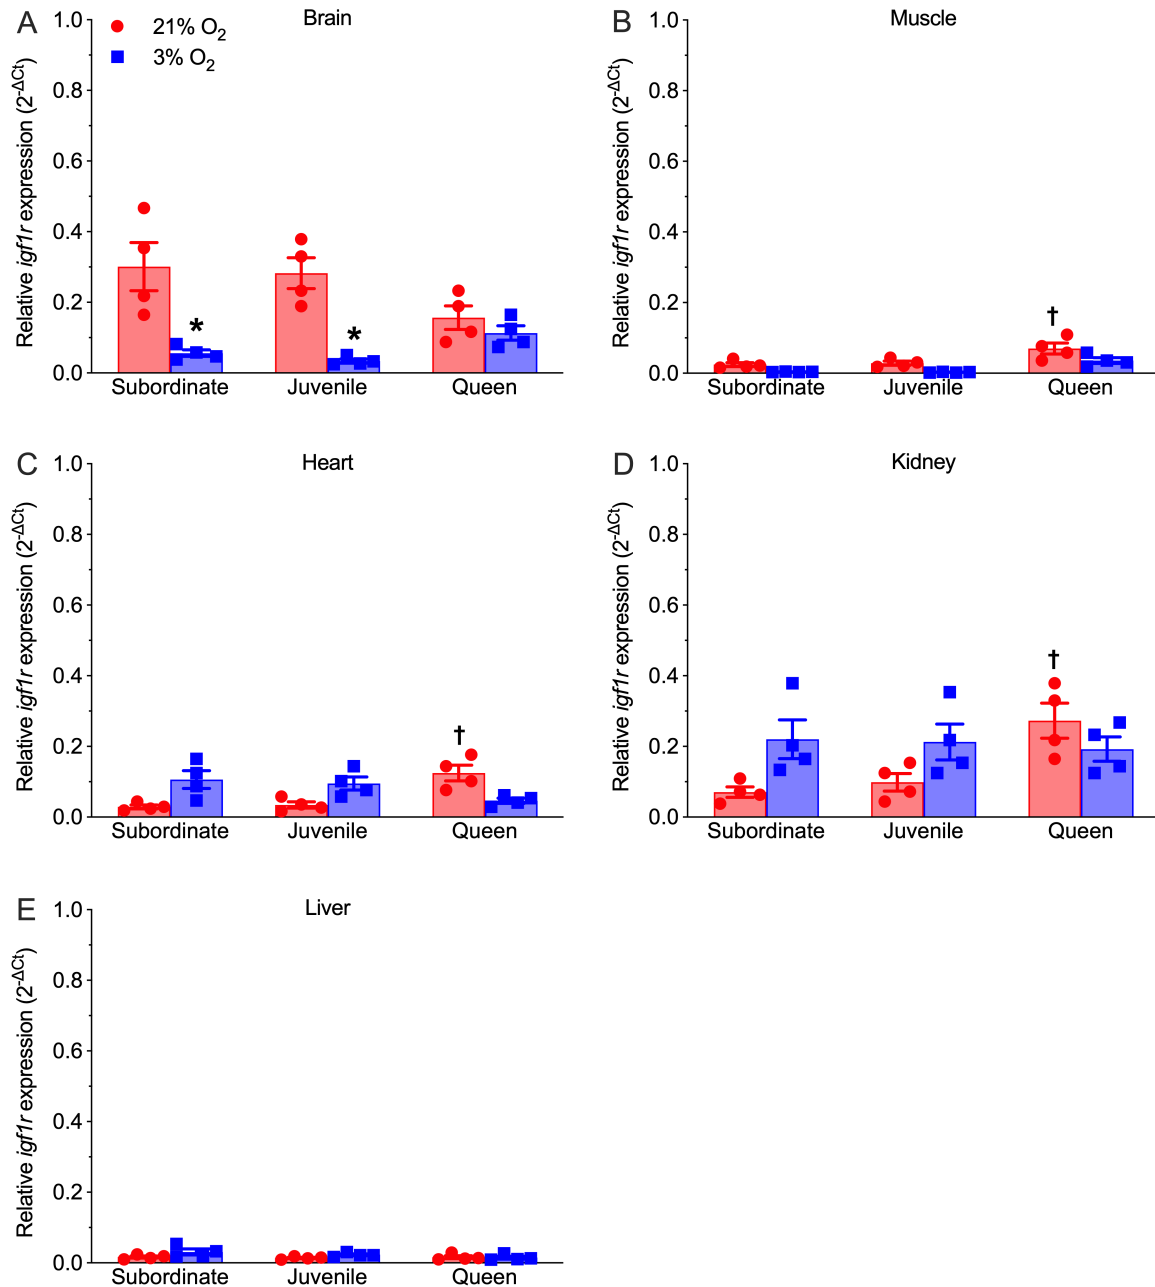 A
Brain
21% O2
3% O2
Relative igf1r expression (2-ΔCt)
1.0
0.8
0.6
0.4
0.2
0.0
*
*
Subordinate Juvenile Queen
B
Muscle
Relative igf1r expression (2-ΔCt)
1.0
0.8
0.6
0.4
0.2
0.0
†
Subordinate Juvenile Queen
C
Heart
Relative igf1r expression (2-ΔCt)
1.0
0.8
0.6
0.4
0.2
0.0
†
Subordinate Juvenile Queen
D
Kidney
Relative igf1r expression (2-ΔCt)
1.0
0.8
0.6
0.4
0.2
0.0
†
Subordinate Juvenile Queen
E
Liver
Relative igf1r expression (2-ΔCt)
1.0
0.8
0.6
0.4
0.2
0.0
Subordinate Juvenile Queen